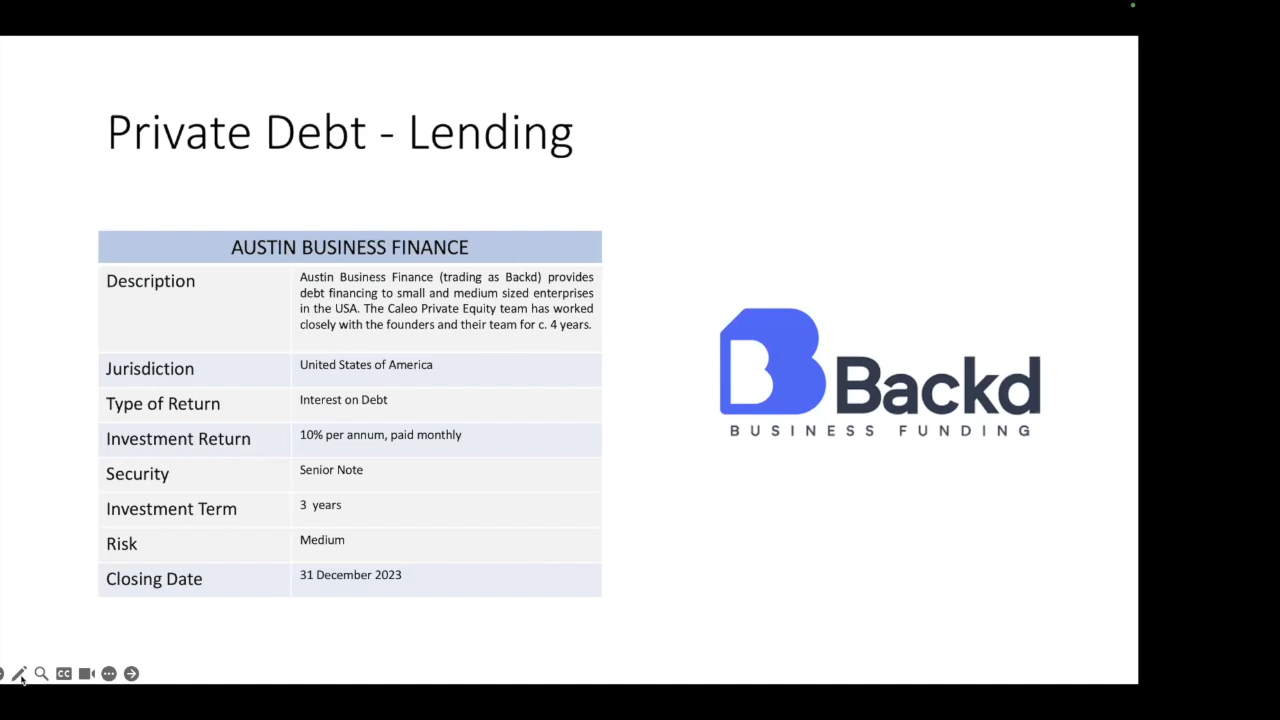 Private Debt - Lending
AUSTIN BUSINESS FINANCE
Description
Austin Business Finance (trading as Backd) provides
debt financing to small and medium sized enterprises
in the USA. The Caleo Private Equity team has worked
closely with the founders and their team for c. 4 years.
Jurisdiction
United States of America
Type of Return
Interest on Debt
Investment Return
10% per annum, paid monthly
Security
Senior Note
Investment Term
3 years
Risk
Medium
Closing Date
31 December 2023
Backd
BUSINESS FUNDING
CC